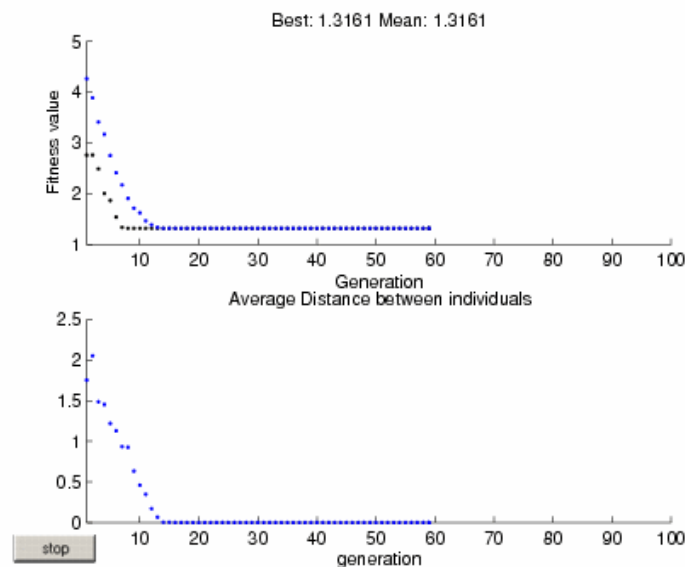 Best: 1.3161 Mean: 1.3161
5
4
3
2
1
Fitness value
10 20 30 40 50 60 70 80 90 100
Generation
Average Distance between individuals
2.5
2
1.5
1
0.5
0
10 20 30 40 50 60 70 80 90 100
generation
stop